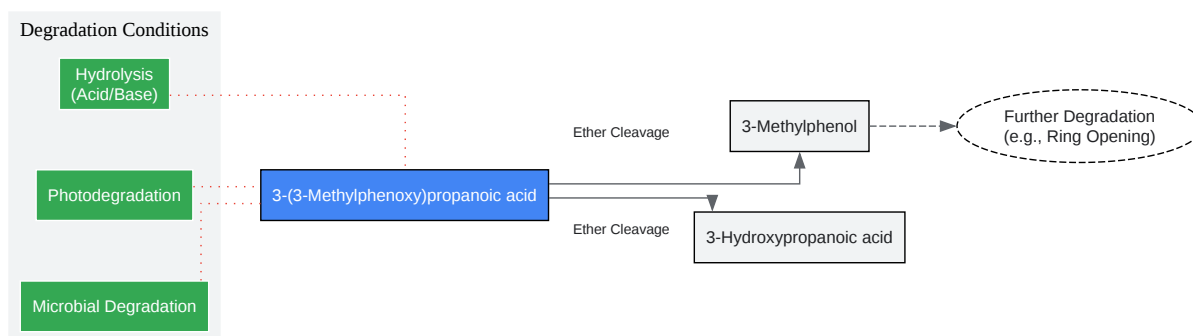 Degradation Conditions
Hydrolysis
(Acid/Base)
Photodegradation
Microbial Degradation
3-(3-Methylphenoxy)propanoic acid
Ether Cleavage
Ether Cleavage
3-Methylphenol
3-Hydroxypropanoic acid
Further Degradation
(e.g., Ring Opening)